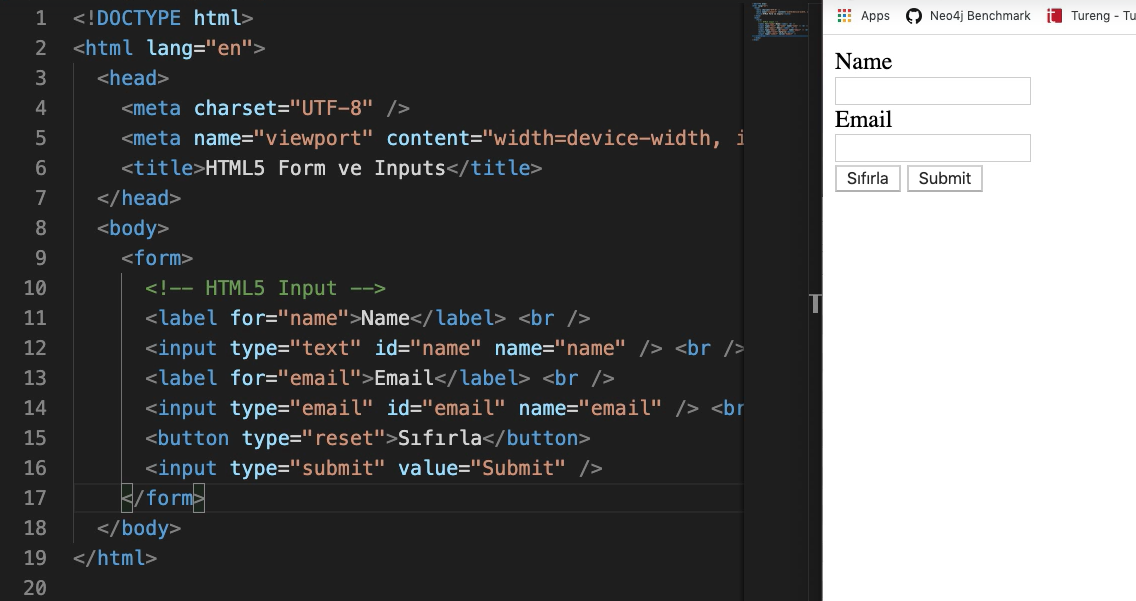 1 <!DOCTYPE html>
2 <html lang="en">
3 <head>
4 <meta charset="UTF-8" />
5 <meta name="viewport" content="width=device-width, i
6 <title>HTML5 Form ve Inputs</title>
7 </head>
8 <body>
9 <form>
10 <!-- HTML5 Input -->
11 <label for="name">Name</label> <br />
12 <input type="text" id="name" name="name" /> <br />
13 <label for="email">Email</label> <br />
14 <input type="email" id="email" name="email" /> <br
15 <button type="reset">Sıfırla</button>
16 <input type="submit" value="Submit" />
17 </form>
18 </body>
19 </html>
20
Apps Neo4j Benchmark Tureng - Tu
Name
Email
Sıfırla Submit
T